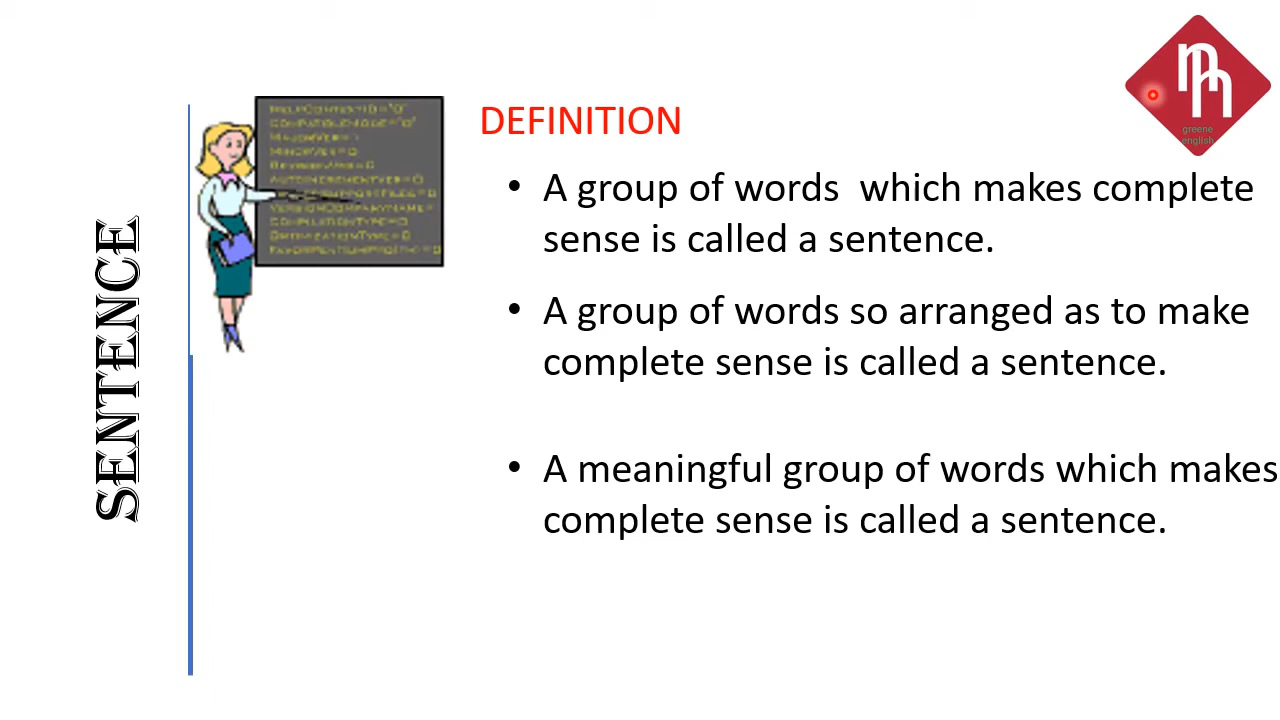 SENTENCE
DEFINITION
• A group of words  which makes complete
sense is called a sentence.
• A group of words so arranged as to make
complete sense is called a sentence.
• A meaningful group of words which makes
complete sense is called a sentence.
greene
english